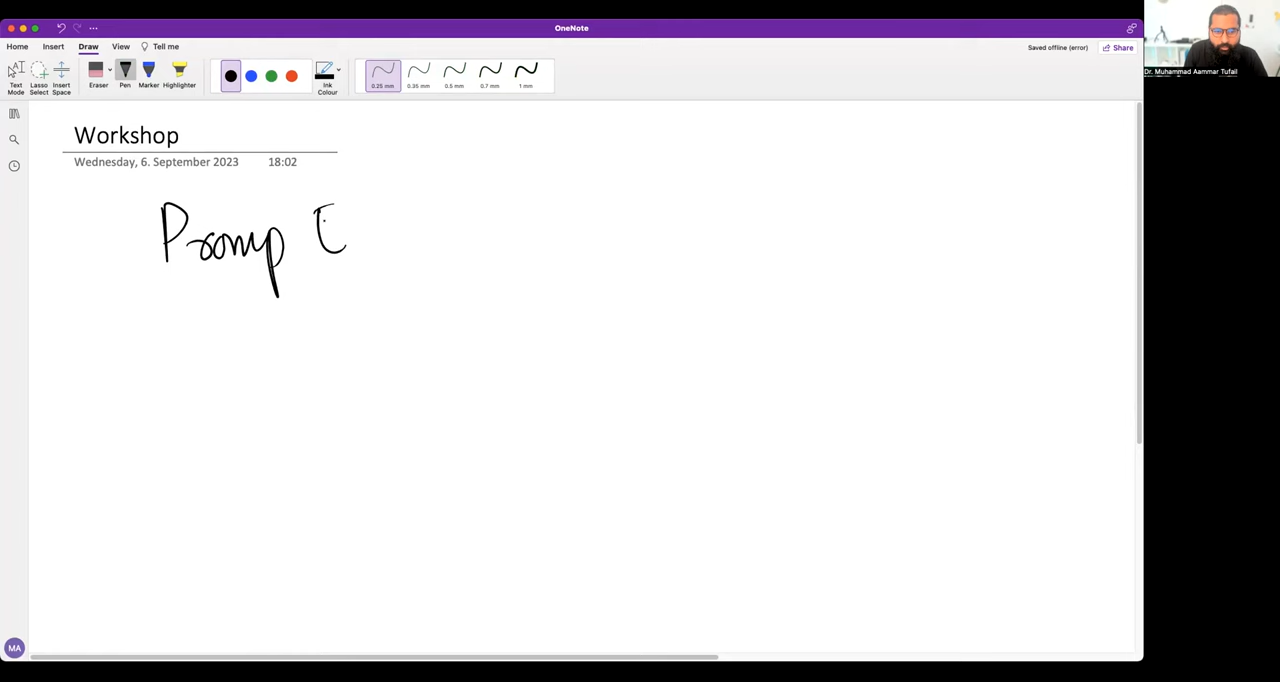 OneNote
Home Insert Draw View Tell me
Saved offline (error) Share
Text Mode Lasso Select Insert Space Eraser Pen Marker Highlighter Ink Colour 0.25 mm 0.35 mm 0.5 mm 0.7 mm 1 mm
Dr. Muhammad Aammar Tufail
Workshop
Wednesday, 6. September 2023 18:02
Promp
MA